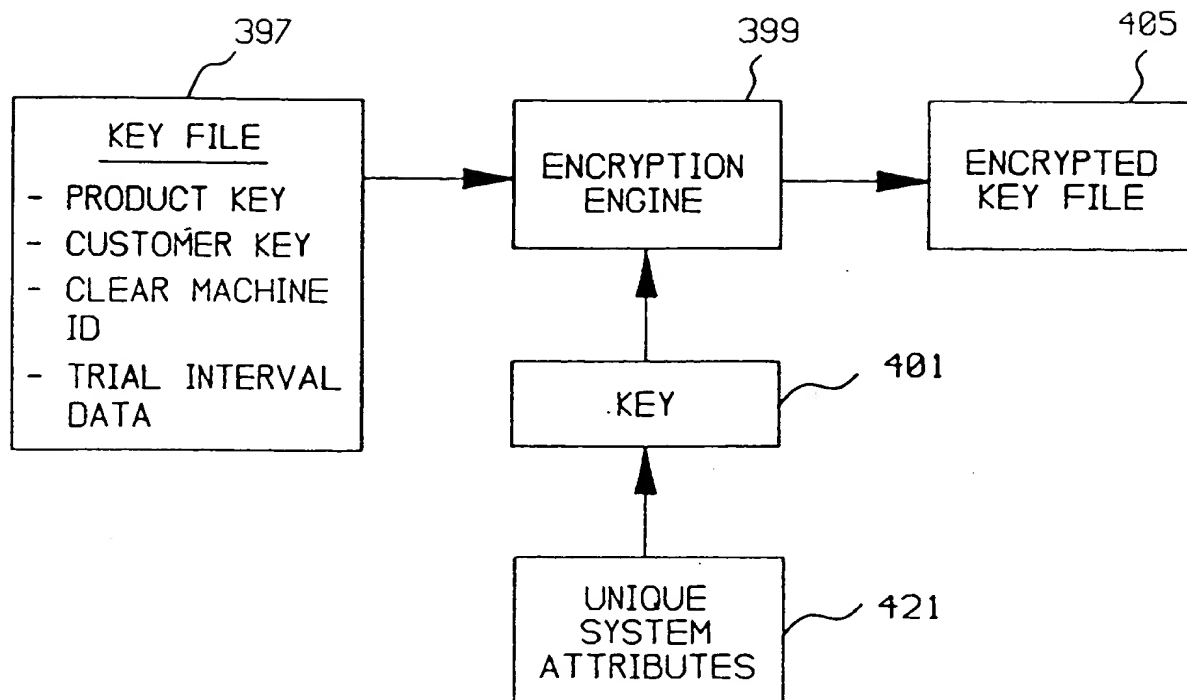 397
399
405
KEY FILE
- PRODUCT KEY
- CUSTOMER KEY
- CLEAR MACHINE
ID
- TRIAL INTERVAL
DATA
ENCRYPTION
ENGINE
ENCRYPTED
KEY FILE
KEY
401
UNIQUE
SYSTEM
ATTRIBUTES
421